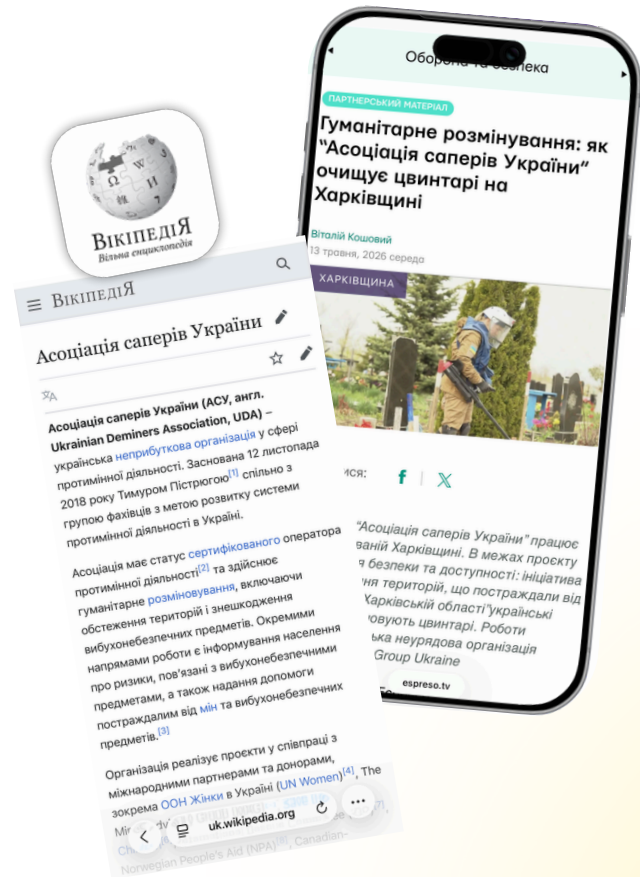 Оборона та безпека
ПАРТНЕРСЬКИЙ МАТЕРІАЛ
Гуманітарне розмінування: як
“Асоціація саперів України”
очищує цвинтарі на
Харківщині
Віталій Кошовий
13 травня, 2026 середа
ХАРКІВЩИНА
"Асоціація саперів України" працює
Харківщині. В межах проєкту
безпеки та доступності: ініціатива
територій, що постраждали від
Харківській області"українські
цвинтарі. Роботи
неурядова організація
Group Ukraine
espreso.tv
ВІКІПЕДІЯ
Вільна енциклопедія
ВІКІПЕДІЯ
Асоціація саперів України
Асоціація саперів України (АСУ, англ.
Ukrainian Deminers Association, UDA) –
українська неприбуткова організація у сфері
протимінної діяльності. Заснована 12 листопада
2018 року Тимуром Пістрюгою[1] спільно з
групою фахівців з метою розвитку системи
протимінної діяльності в Україні.
Асоціація має статус сертифікованого оператора
протимінної діяльності[2] та здійснює
гуманітарне розмінування, включаючи
обстеження територій і знешкодження
вибухонебезпечних предметів. Окремими
напрямами роботи є інформування населення
про ризики, пов'язані з вибухонебезпечними
предметами, а також надання допомоги
постраждалим від мін та вибухонебезпечних
предметів.[3]
Організація реалізує проєкти у співпраці з
міжнародними партнерами та донорами,
зокрема ООН Жінки в Україні (UN Women)[4], The
uk.wikipedia.org
Norwegian People's Aid (NPA)[8], Canadian-